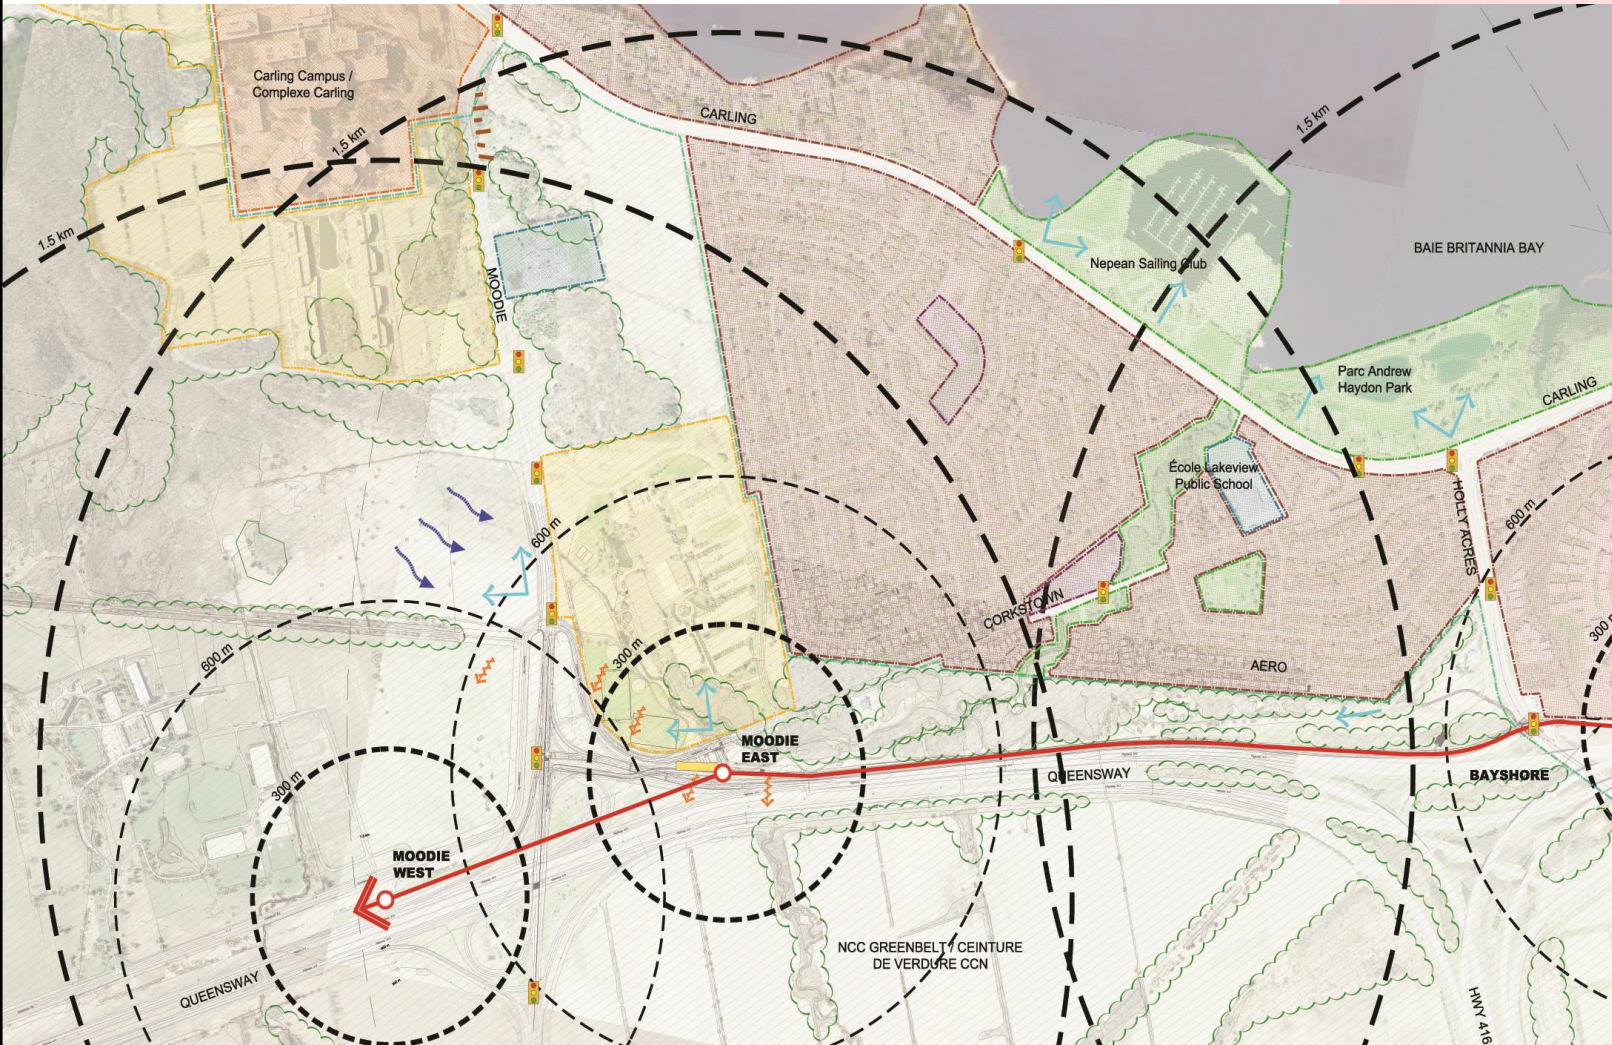 Carling Campus /
Complexe Carling
CARLING
1.5 km
1.5 km
1.5 km
MOODIE
Nepean Sailing Club
BAIE BRITANNIA BAY
Parc Andrew
Haydon Park
CARLING
École Lakeview
Public School
HOLLY ACRES
600 m
600 m
CORKSTOWN
300 m
600 m
300 m
AERO
MOODIE
EAST
QUEENSWAY
BAYSHORE
300 m
MOODIE
WEST
NCC GREENBELT / CEINTURE
DE VERDURE CCN
QUEENSWAY
HWY 416